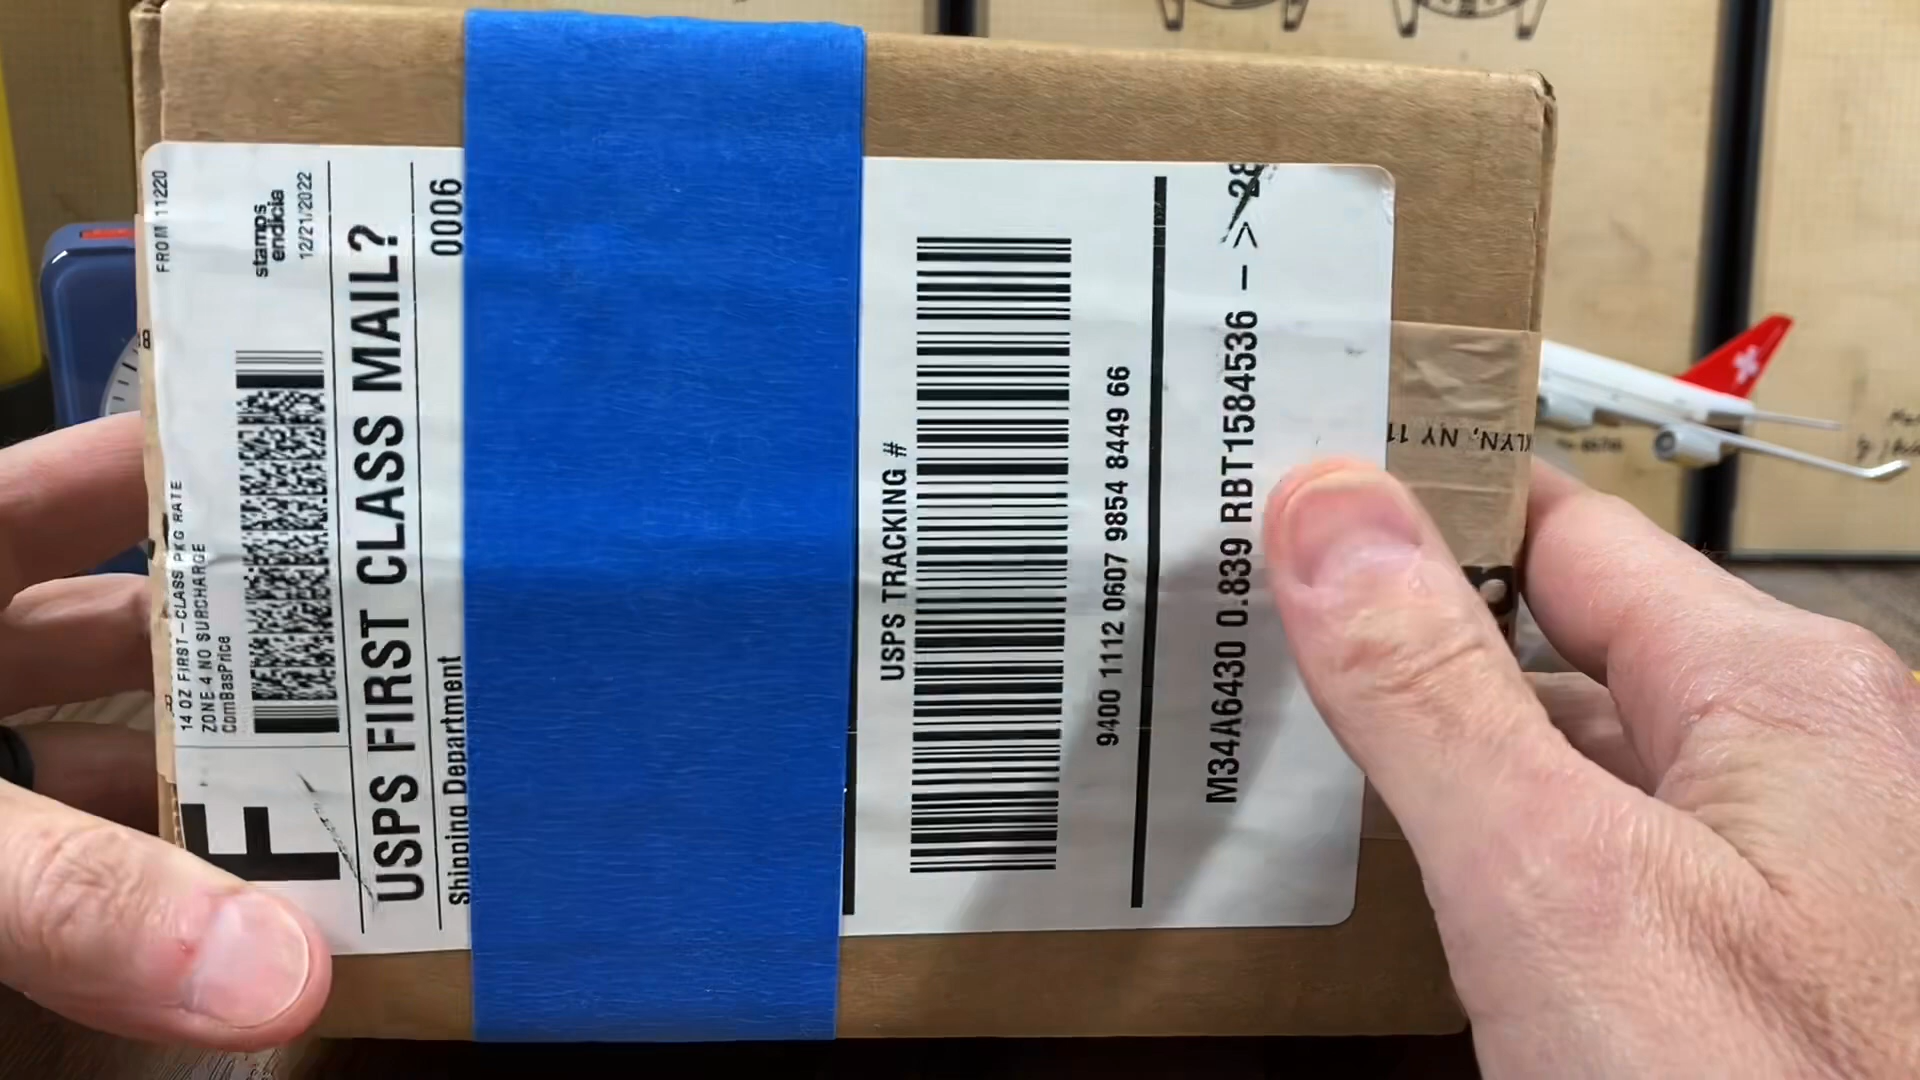 FROM 11220
stamps
endicia
12/21/2022
14 OZ FIRST-CLASS PKG RATE
ZONE 4 NO SURCHARGE
ComBasPrice
F
USPS FIRST CLASS MAIL?
0006
Shipping Department
USPS TRACKING #
9400 1112 0607 9854 8449 66
M34A6430 0.839 RBT1584536 - > 28
KLYN, NY 11